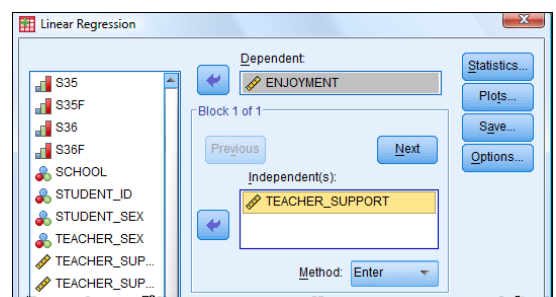 Linear Regression
S35
S35F
S36
S36F
SCHOOL
STUDENT_ID
STUDENT_SEX
TEACHER_SEX
TEACHER_SUP...
TEACHER_SUP...
Dependent:
ENJOYMENT
Block 1 of 1
Previous
Next
Independent(s):
TEACHER_SUPPORT
Method: Enter
Statistics...
Plots...
Save...
Options...